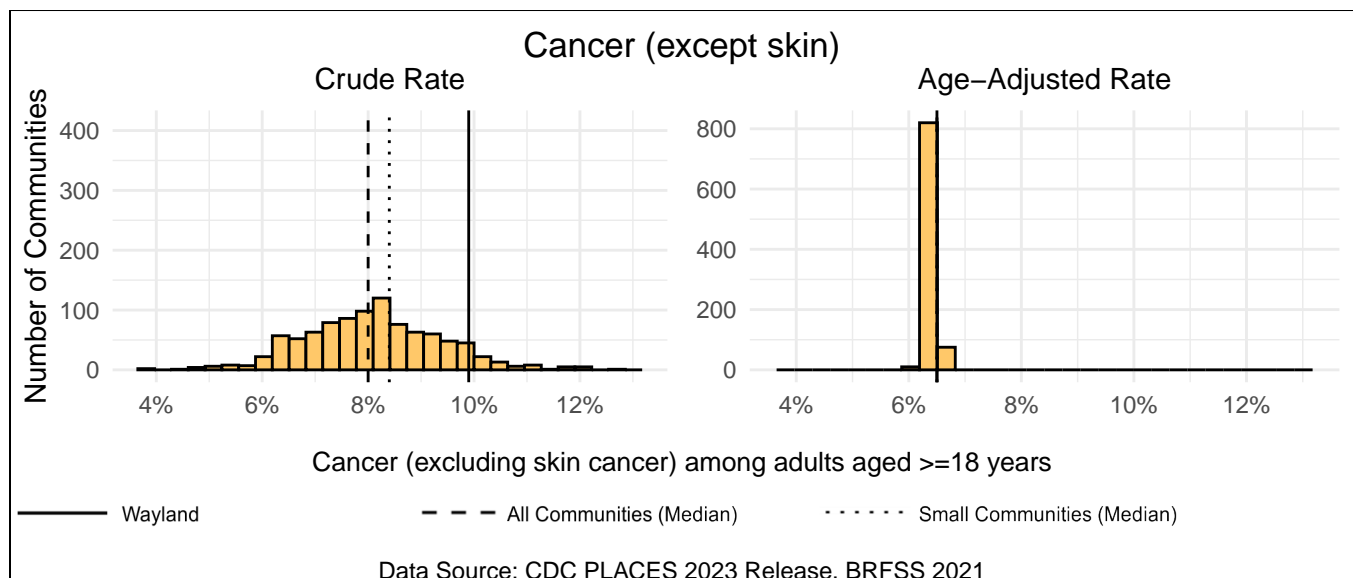 Cancer (except skin)
Crude Rate
Age−Adjusted Rate
Number of Communities
400
300
200
100
0
4%
6%
8%
10%
12%
800
600
400
200
0
4%
6%
8%
10%
12%
Cancer (excluding skin cancer) among adults aged >=18 years
Wayland
All Communities (Median)
Small Communities (Median)
Data Source: CDC PLACES 2023 Release, BRFSS 2021